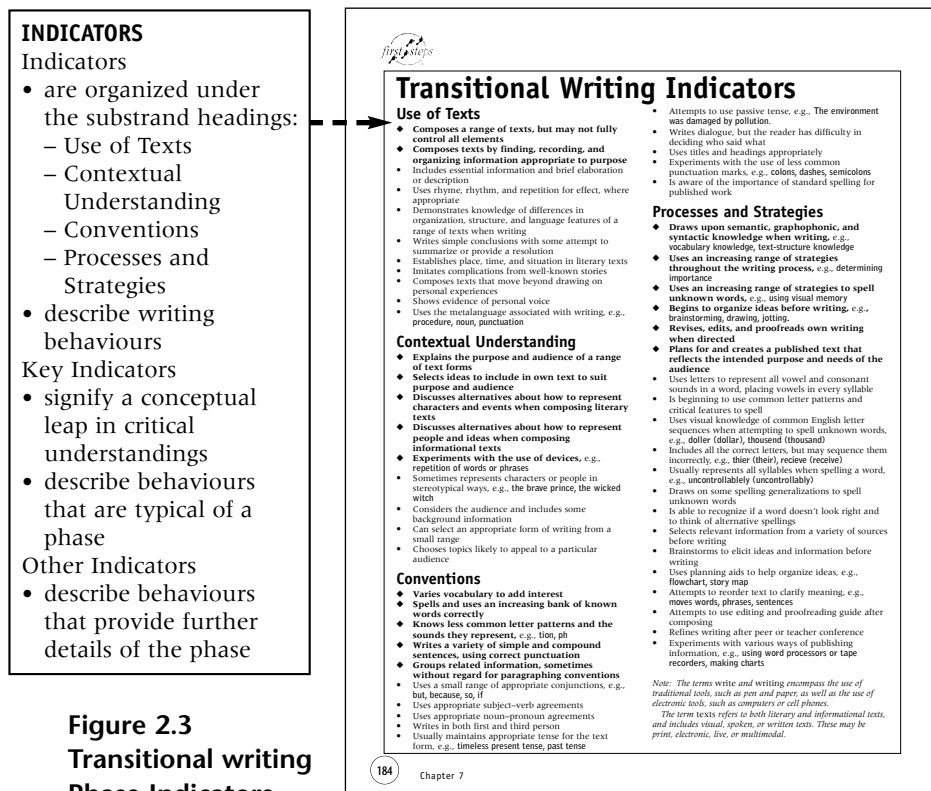 INDICATORS
Indicators
• are organized under
the substrand headings:
– Use of Texts
– Contextual
Understanding
– Conventions
– Processes and
Strategies
• describe writing
behaviours
Key Indicators
• signify a conceptual
leap in critical
understandings
• describe behaviours
that are typical of a
phase
Other Indicators
• describe behaviours
that provide further
details of the phase
Figure 2.3
Transitional writing
Phase Indicators
first steps
Transitional Writing Indicators
Use of Texts
◆ Composes a range of texts, but may not fully
control all elements
◆ Composes texts by finding, recording, and
organizing information appropriate to purpose
• Includes essential information and brief elaboration
or description
• Uses rhyme, rhythm, and repetition for effect, where
appropriate
• Demonstrates knowledge of differences in
organization, structure, and language features of a
range of texts when writing
• Writes simple conclusions with some attempt to
summarize or provide a resolution
• Establishes place, time, and situation in literary texts
• Imitates complications from well-known stories
• Composes texts that move beyond drawing on
personal experiences
• Shows evidence of personal voice
• Uses the metalanguage associated with writing, e.g.,
procedure, noun, punctuation
Contextual Understanding
◆ Explains the purpose and audience of a range
of text forms
◆ Selects ideas to include in own text to suit
purpose and audience
◆ Discusses alternatives about how to represent
characters and events when composing literary
texts
◆ Discusses alternatives about how to represent
people and ideas when composing
informational texts
◆ Experiments with the use of devices, e.g.,
repetition of words or phrases
• Sometimes represents characters or people in
stereotypical ways, e.g., the brave prince, the wicked
witch
• Considers the audience and includes some
background information
• Can select an appropriate form of writing from a
small range
• Chooses topics likely to appeal to a particular
audience
Conventions
◆ Varies vocabulary to add interest
◆ Spells and uses an increasing bank of known
words correctly
◆ Knows less common letter patterns and the
sounds they represent, e.g., tion, ph
◆ Writes a variety of simple and compound
sentences, using correct punctuation
◆ Groups related information, sometimes
without regard for paragraphing conventions
• Uses a small range of appropriate conjunctions, e.g.,
but, because, so, if
• Uses appropriate subject–verb agreements
• Uses appropriate noun–pronoun agreements
• Writes in both first and third person
• Usually maintains appropriate tense for the text
form, e.g., timeless present tense, past tense
• Attempts to use passive tense, e.g., The environment
was damaged by pollution.
• Writes dialogue, but the reader has difficulty in
deciding who said what
• Uses titles and headings appropriately
• Experiments with the use of less common
punctuation marks, e.g., colons, dashes, semicolons
• Is aware of the importance of standard spelling for
published work
Processes and Strategies
◆ Draws upon semantic, graphophonic, and
syntactic knowledge when writing, e.g.,
vocabulary knowledge, text-structure knowledge
◆ Uses an increasing range of strategies
throughout the writing process, e.g., determining
importance
◆ Uses an increasing range of strategies to spell
unknown words, e.g., using visual memory
◆ Begins to organize ideas before writing, e.g.,
brainstorming, drawing, jotting.
◆ Revises, edits, and proofreads own writing
when directed
◆ Plans for and creates a published text that
reflects the intended purpose and needs of the
audience
• Uses letters to represent all vowel and consonant
sounds in a word, placing vowels in every syllable
• Is beginning to use common letter patterns and
critical features to spell
• Uses visual knowledge of common English letter
sequences when attempting to spell unknown words,
e.g., doller (dollar), thousend (thousand)
• Includes all the correct letters, but may sequence them
incorrectly, e.g., thier (their), recieve (receive)
• Usually represents all syllables when spelling a word,
e.g., uncontrollablely (uncontrollably)
• Draws on some spelling generalizations to spell
unknown words
• Is able to recognize if a word doesn't look right and
to think of alternative spellings
• Selects relevant information from a variety of sources
before writing
• Brainstorms to elicit ideas and information before
writing
• Uses planning aids to help organize ideas, e.g.,
flowchart, story map
• Attempts to reorder text to clarify meaning, e.g.,
moves words, phrases, sentences
• Attempts to use editing and proofreading guide after
composing
• Refines writing after peer or teacher conference
• Experiments with various ways of publishing
information, e.g., using word processors or tape
recorders, making charts
Note: The terms write and writing encompass the use of
traditional tools, such as pen and paper, as well as the use of
electronic tools, such as computers or cell phones.
The term texts refers to both literary and informational texts,
and includes visual, spoken, or written texts. These may be
print, electronic, live, or multimodal.
184
Chapter 7